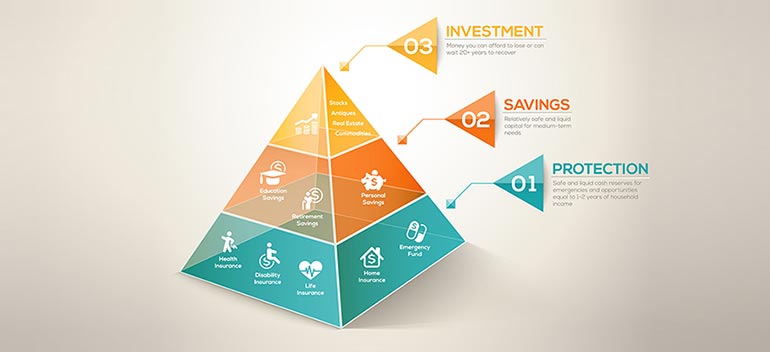 03
INVESTMENT
Money you can afford to lose or can
wait 20+ years to recover
02
SAVINGS
Relatively safe and liquid
capital for medium-term
needs
01
PROTECTION
Safe and liquid cash reserves for
emergencies and opportunities
equal to 1-2 years of household
income
Stocks
Antiques
Real Estate
Commodities
Education
Savings
Retirement
Savings
Personal
Savings
Health
Insurance
Disability
Insurance
Life
Insurance
Home
Insurance
Emergency
Fund